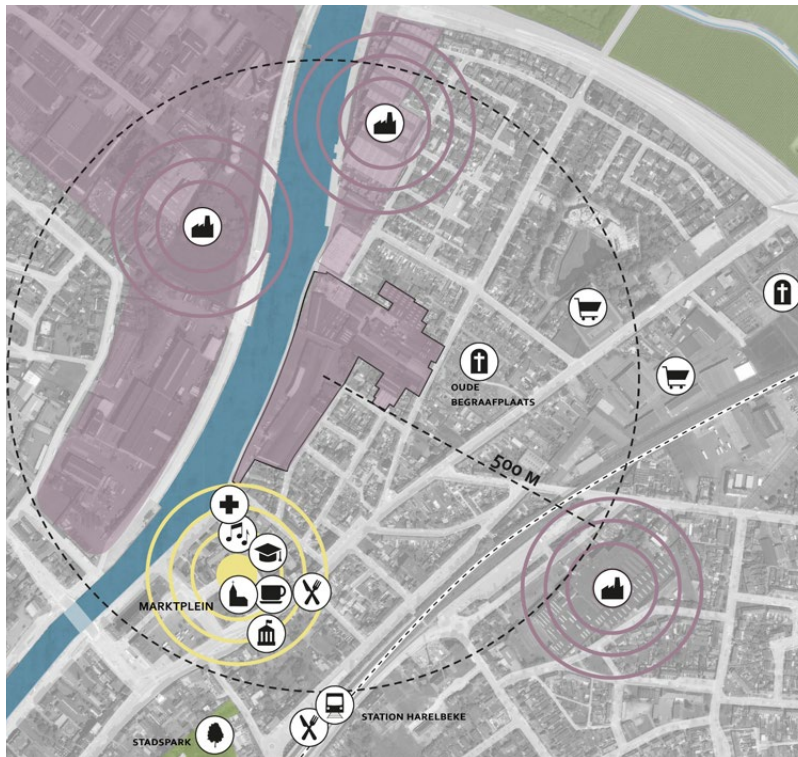 OUDE
BEGRAAFPLAATS
500 M
MARKTPLEIN
STATION HARELBEKE
STADSPARK